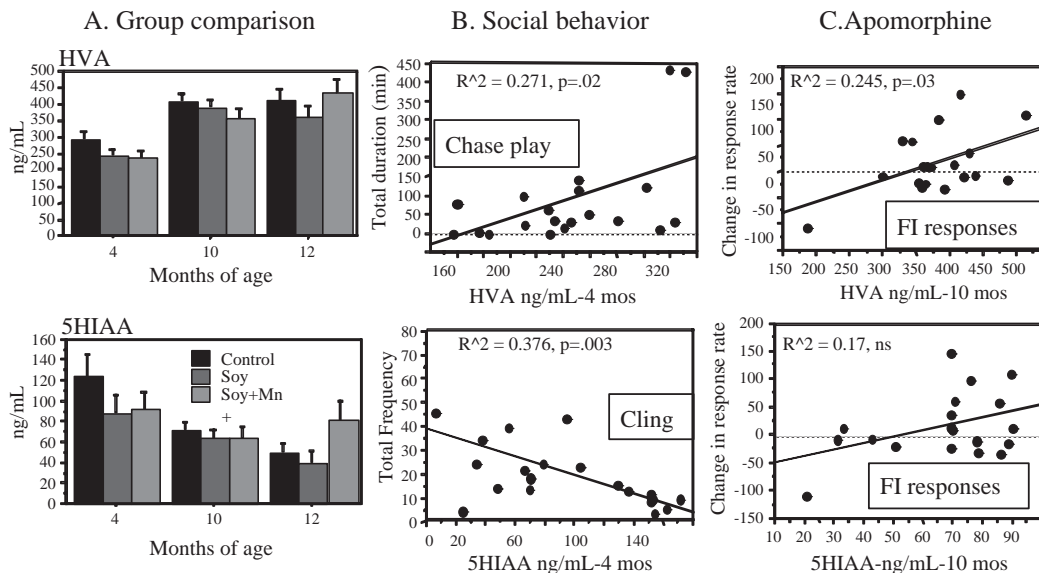 A. Group comparison
HVA
500
450
400
350
300
250
200
150
100
50
0
ng/mL
4 10 12
Months of age
5HIAA
160
140
120
100
80
60
40
20
0
ng/mL
Control
Soy
Soy+Mn
+
4 10 12
Months of age
B. Social behavior
R^2 = 0.271, p=.02
Chase play
Total duration (min)
450
400
350
300
250
200
150
100
50
0
160 200 240 280 320
HVA ng/mL-4 mos
R^2 = 0.376, p=.003
Cling
Total Frequency
80
70
60
50
40
30
20
10
0
0 20 60 100 140
5HIAA ng/mL-4 mos
C.Apomorphine
R^2 = 0.245, p=.03
FI responses
Change in response rate
200
150
100
50
0
-50
-100
150 200 250 300 350 400 450 500
HVA ng/mL-10 mos
R^2 = 0.17, ns
FI responses
Change in response rate
200
150
100
50
0
-50
-100
-150
10 20 30 40 50 60 70 80 90
5HIAA-ng/mL-10 mos